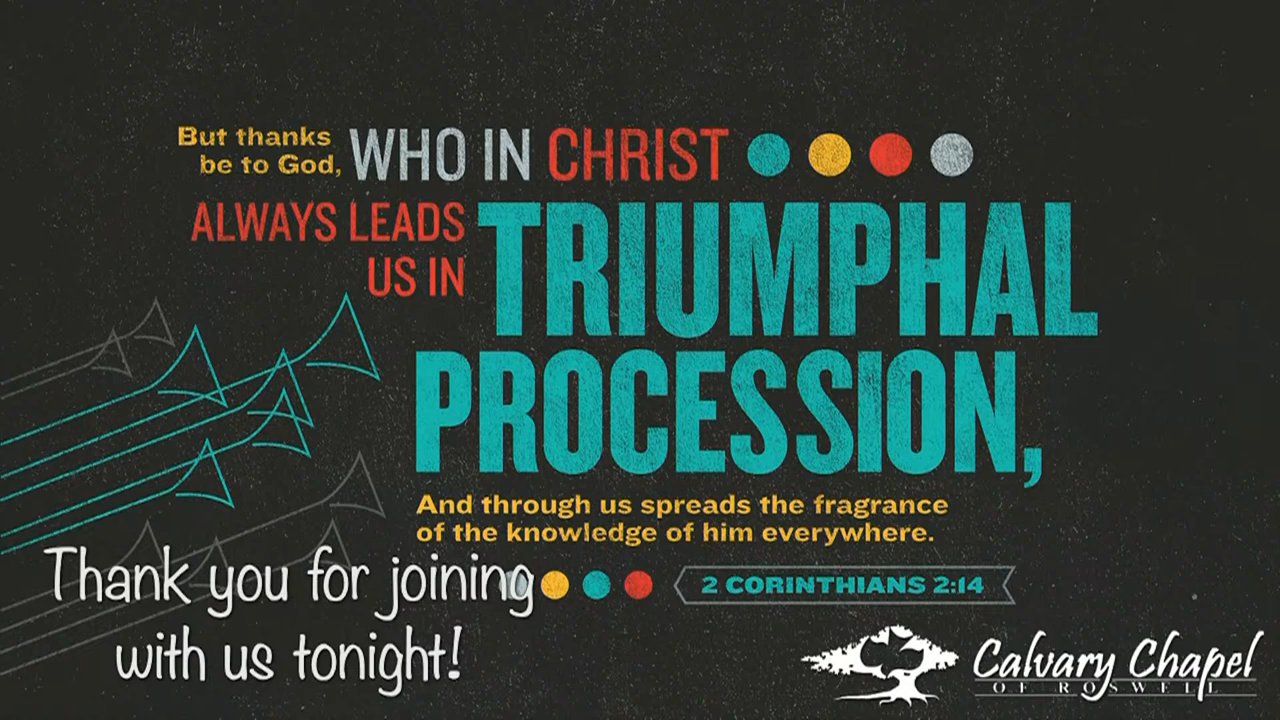 But thanks
be to God,
WHO IN CHRIST
ALWAYS LEADS
US IN
TRIUMPHAL
PROCESSION,
And through us spreads the fragrance
of the knowledge of him everywhere.
2 CORINTHIANS 2:14
Thank you for joining
with us tonight!
Calvary Chapel
OF ROSWELL